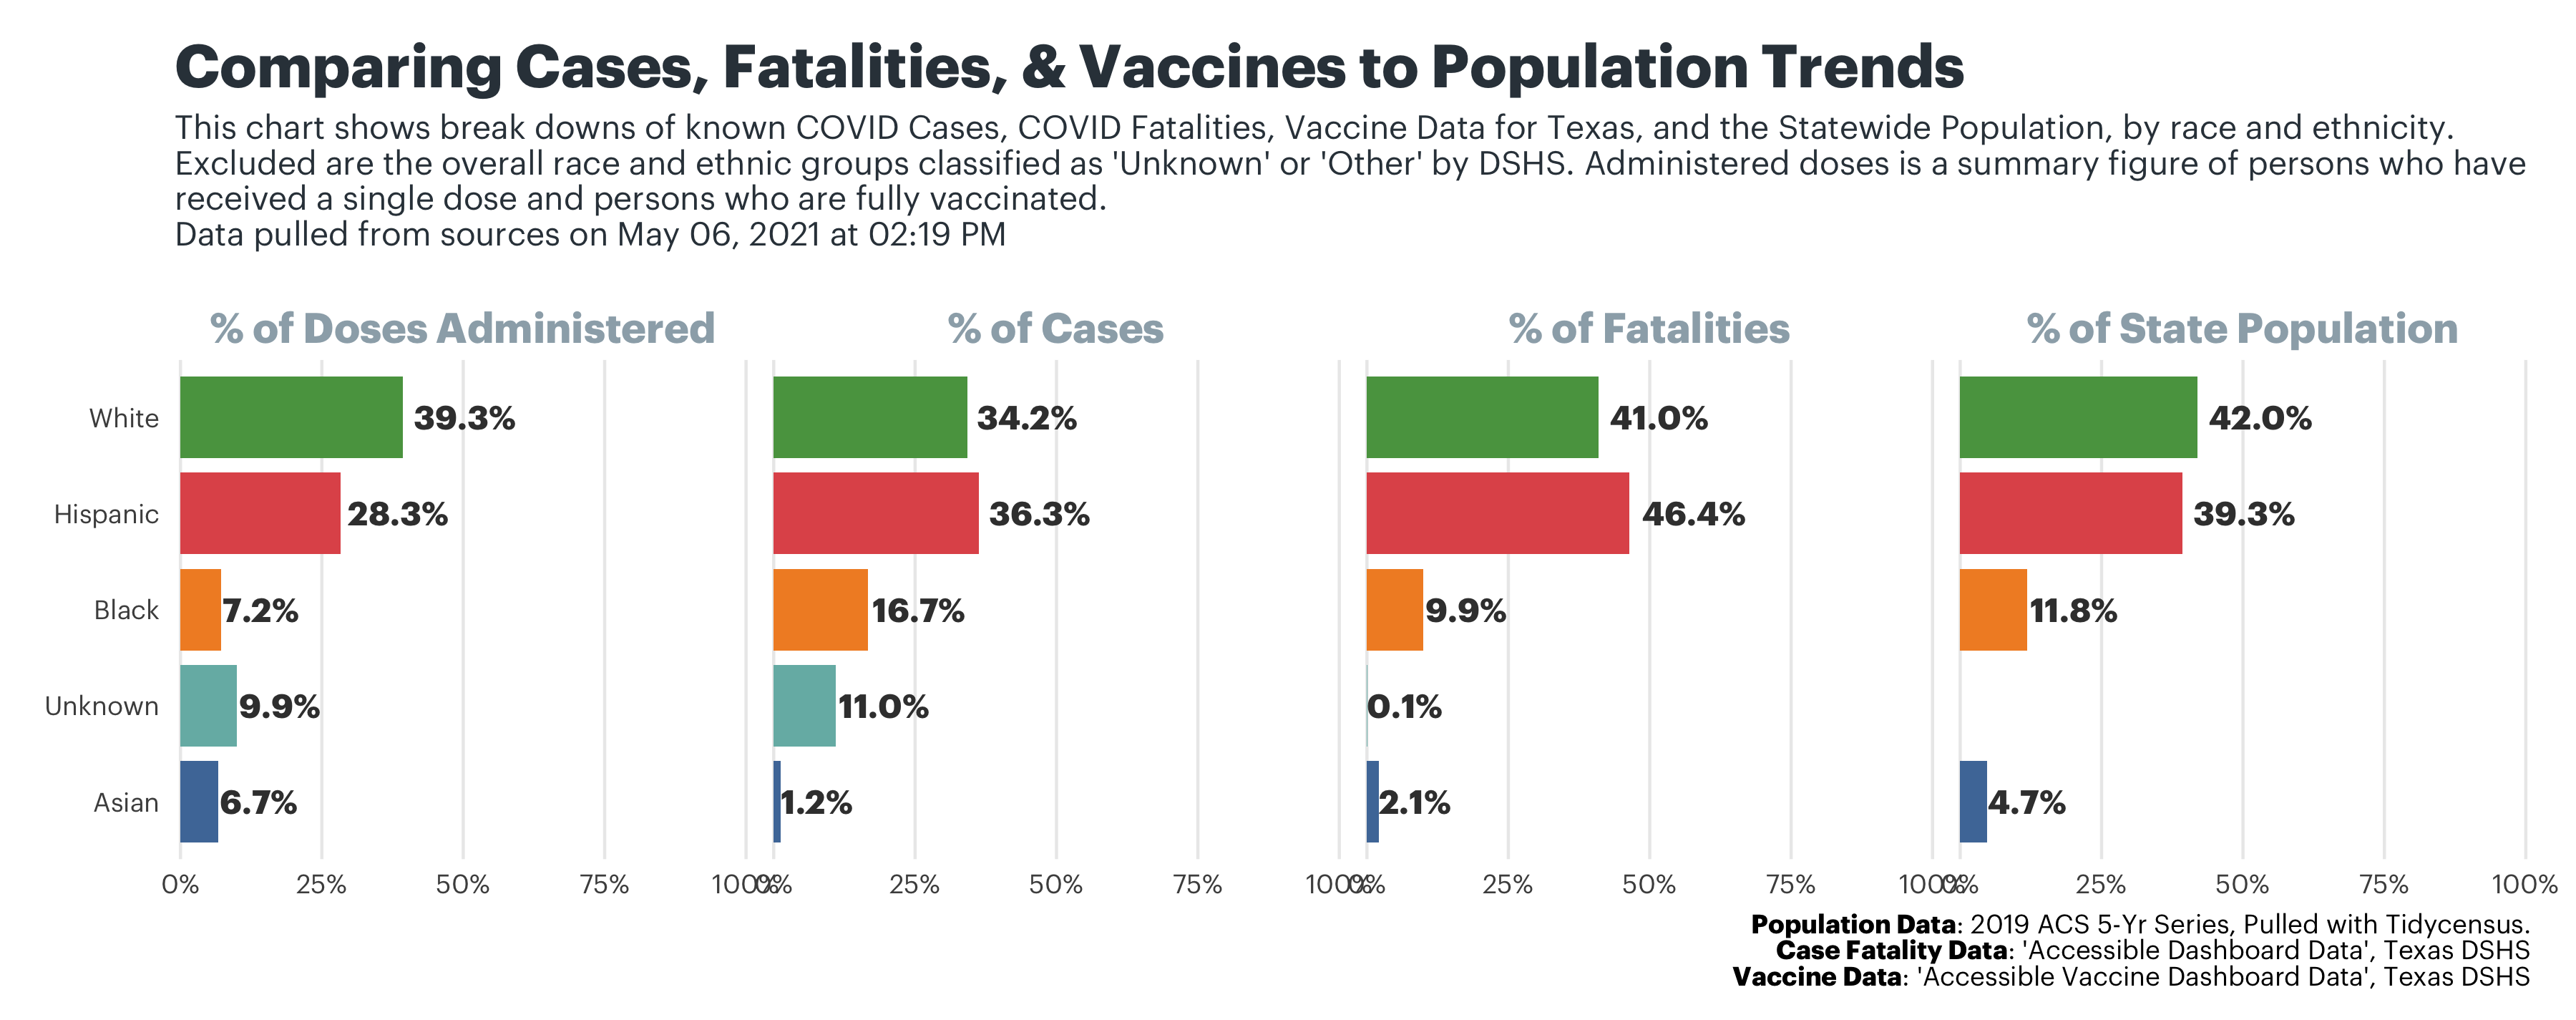 Comparing Cases, Fatalities, & Vaccines to Population Trends
This chart shows break downs of known COVID Cases, COVID Fatalities, Vaccine Data for Texas, and the Statewide Population, by race and ethnicity.
Excluded are the overall race and ethnic groups classified as 'Unknown' or 'Other' by DSHS. Administered doses is a summary figure of persons who have
received a single dose and persons who are fully vaccinated.
Data pulled from sources on May 06, 2021 at 02:19 PM
% of Doses Administered % of Cases % of Fatalities % of State Population
White 39.3% 34.2% 41.0% 42.0%
Hispanic 28.3% 36.3% 46.4% 39.3%
Black 7.2% 16.7% 9.9% 11.8%
Unknown 9.9% 11.0% 0.1%
Asian 6.7% 1.2% 2.1% 4.7%
0% 25% 50% 75% 100% 0% 25% 50% 75% 100% 0% 25% 50% 75% 100% 0% 25% 50% 75% 100%
Population Data: 2019 ACS 5-Yr Series, Pulled with Tidycensus.
Case Fatality Data: 'Accessible Dashboard Data', Texas DSHS
Vaccine Data: 'Accessible Vaccine Dashboard Data', Texas DSHS